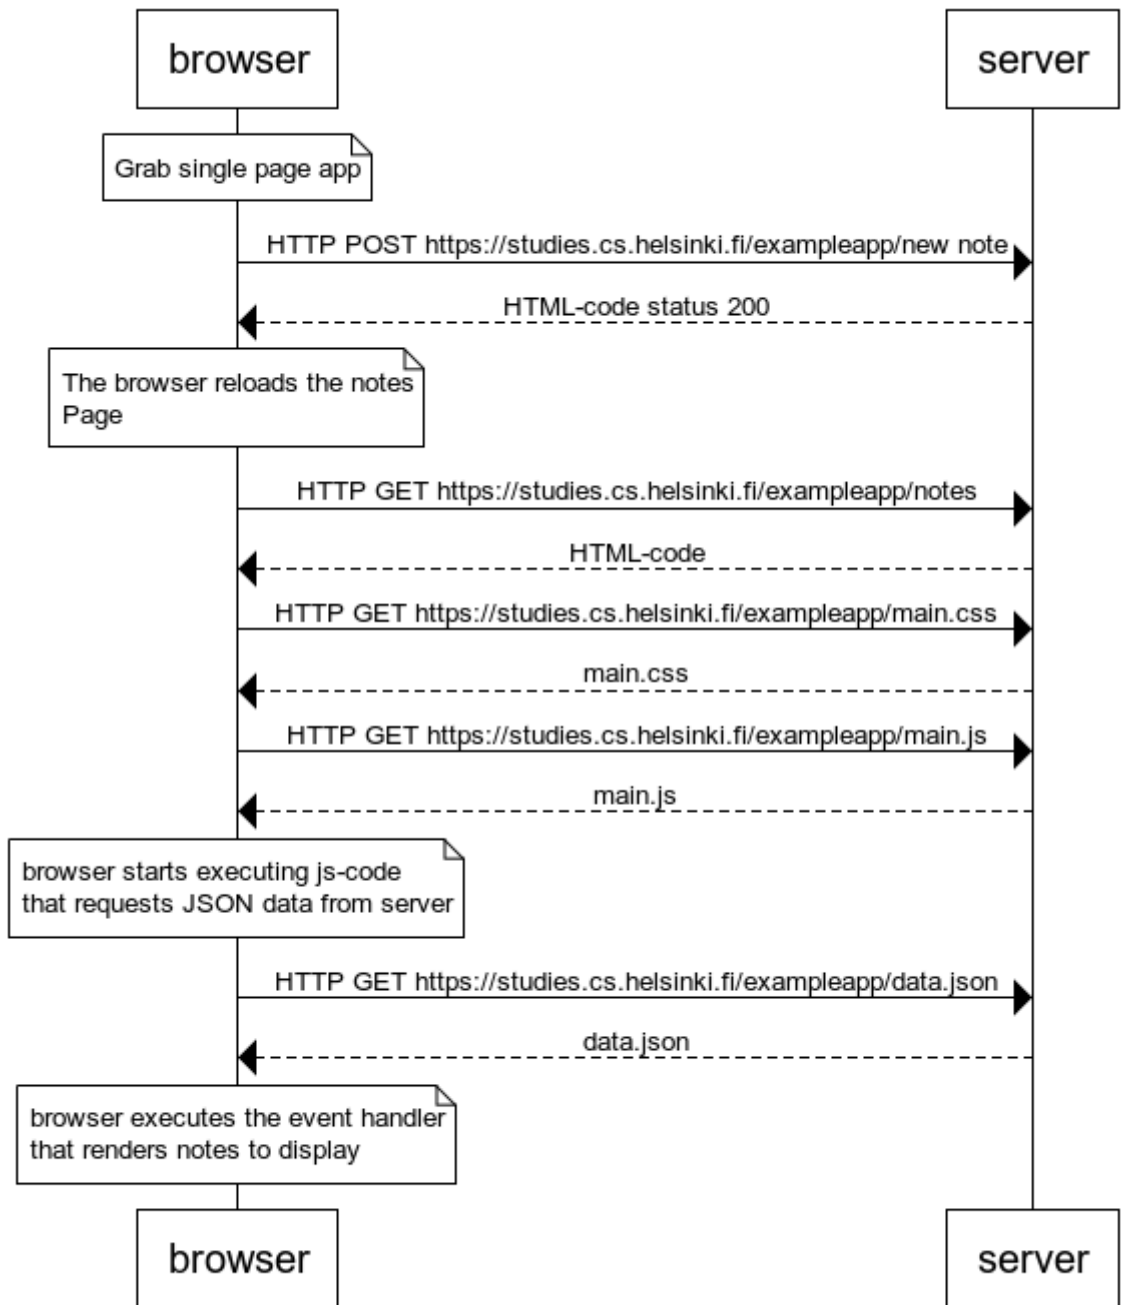 browser
server
Grab single page app
HTTP POST https://studies.cs.helsinki.fi/exampleapp/new note
HTML-code status 200
The browser reloads the notes
Page
HTTP GET https://studies.cs.helsinki.fi/exampleapp/notes
HTML-code
HTTP GET https://studies.cs.helsinki.fi/exampleapp/main.css
main.css
HTTP GET https://studies.cs.helsinki.fi/exampleapp/main.js
main.js
browser starts executing js-code
that requests JSON data from server
HTTP GET https://studies.cs.helsinki.fi/exampleapp/data.json
data.json
browser executes the event handler
that renders notes to display
browser
server